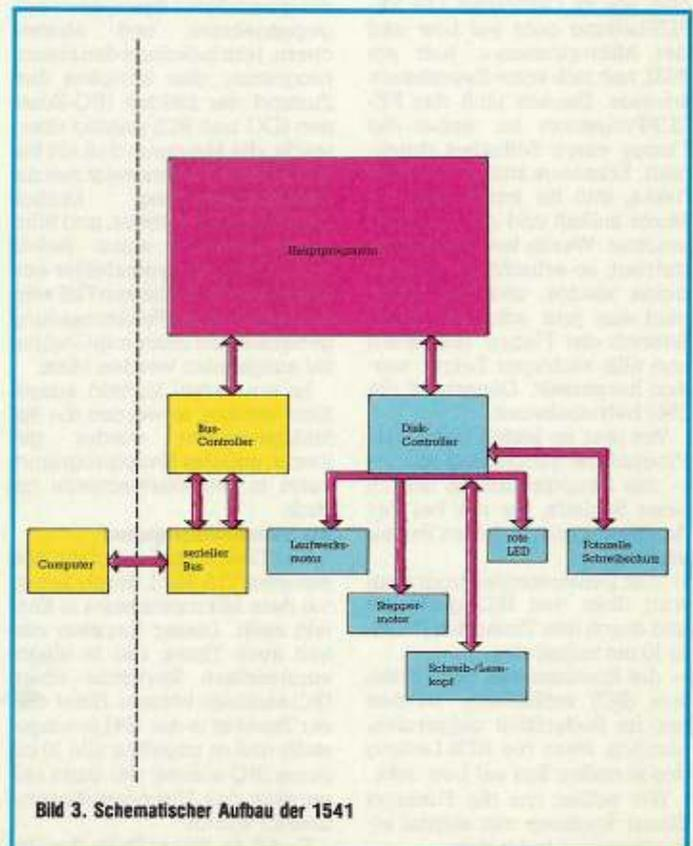 Hauptprogramm
Bus-
Controller
Disk-
Controller
Computer
serieller
Bus
Laufwerks-
motor
rote
LED
Fotozelle
Schreibschutz
Stepper-
motor
Schreib-/Lese-
kopf
Bild 3. Schematischer Aufbau der 1541